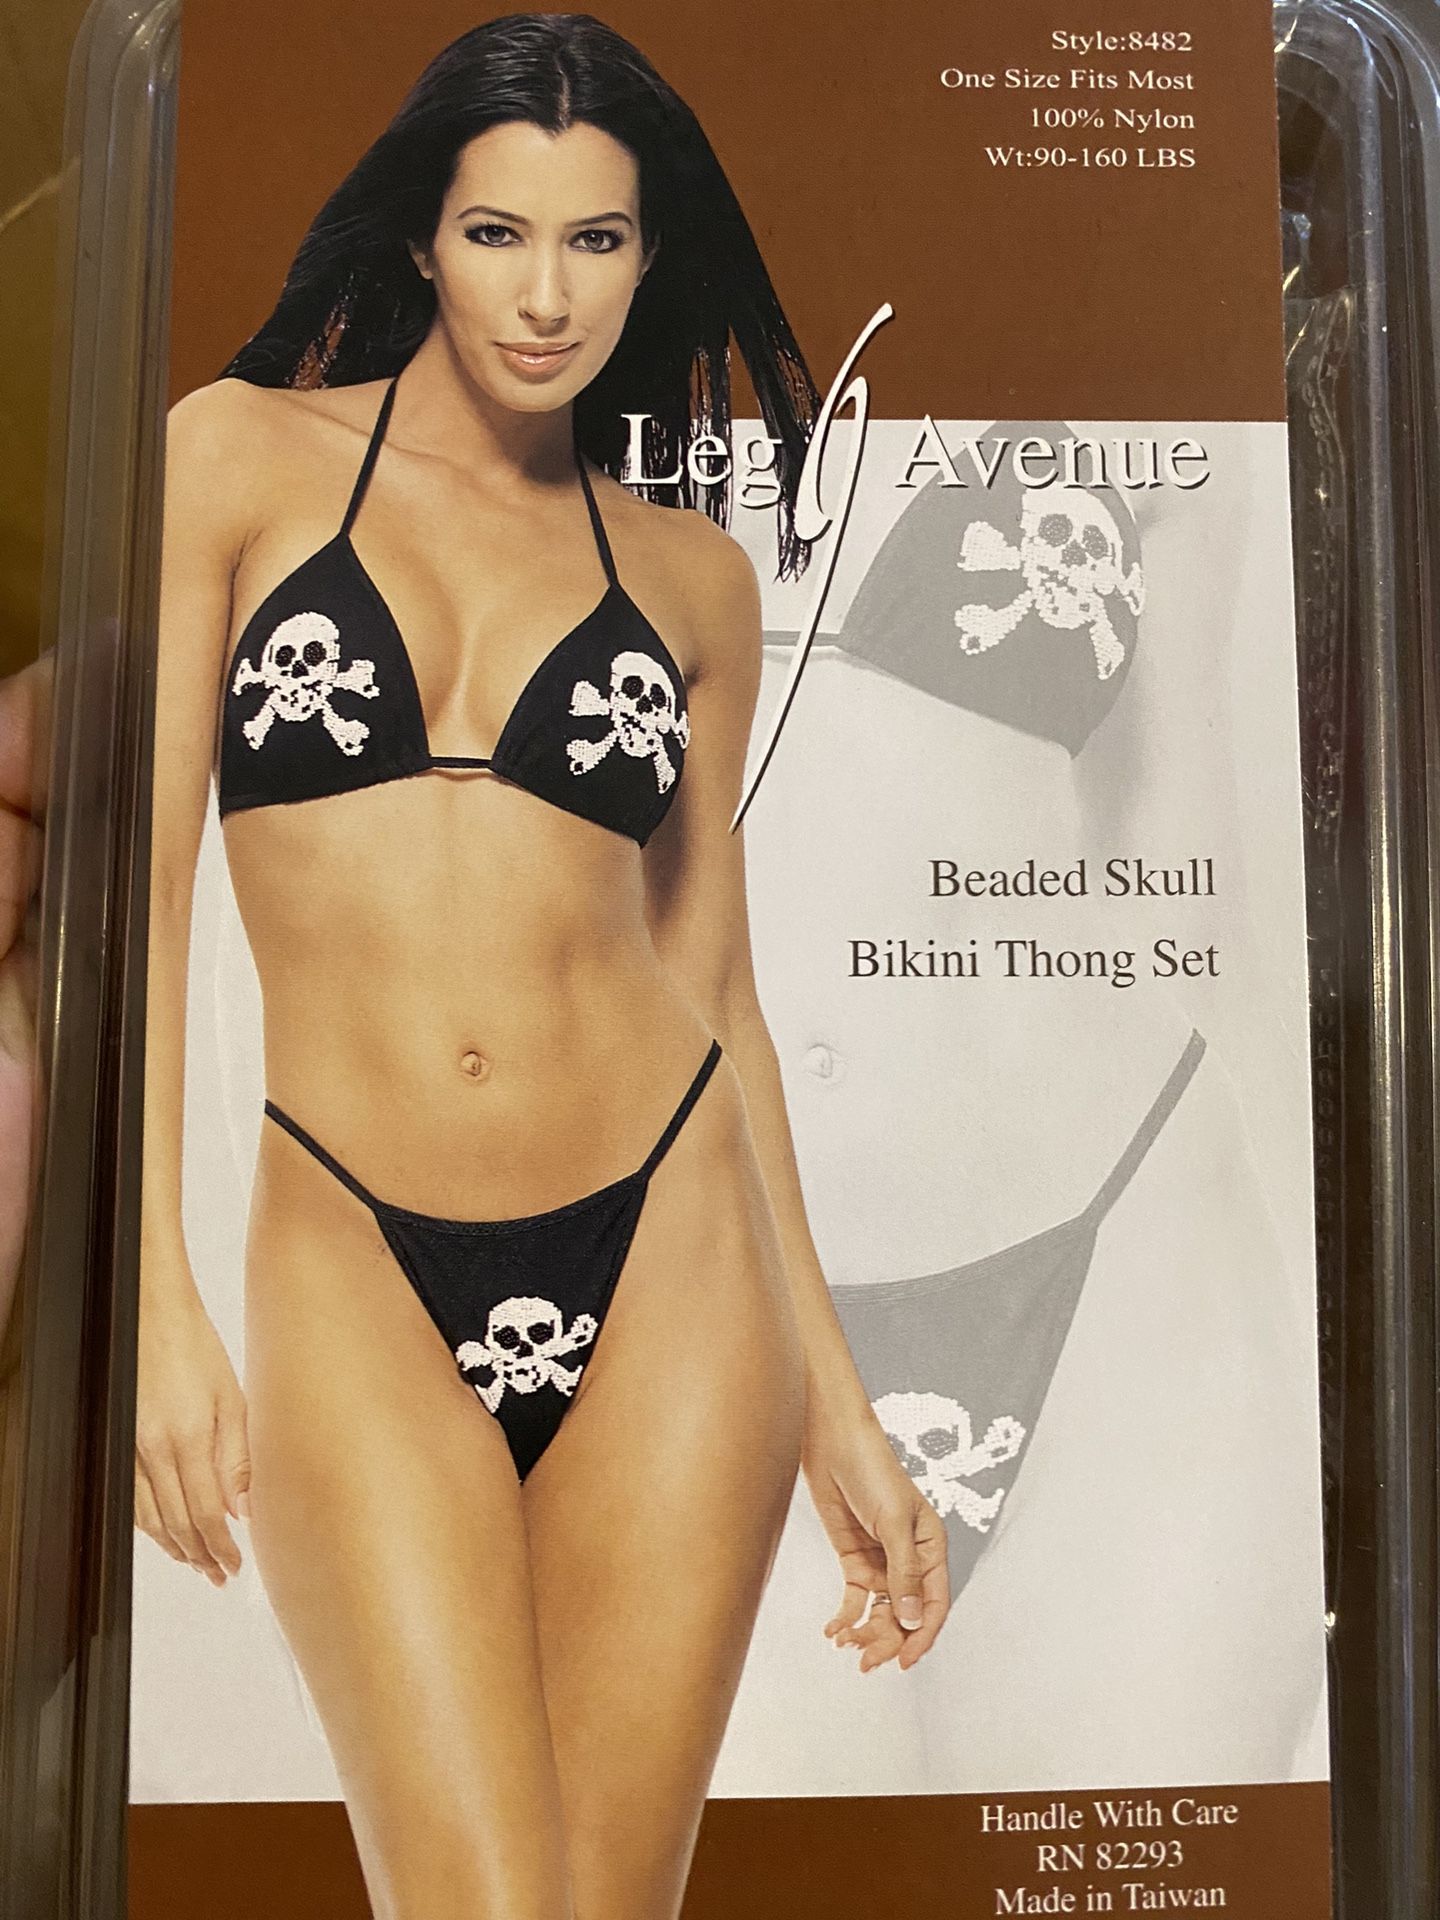 Style:8482
One Size Fits Most
100% Nylon
Wt:90-160 LBS
Leg Avenue
Beaded Skull
Bikini Thong Set
Handle With Care
RN 82293
Made in Taiwan